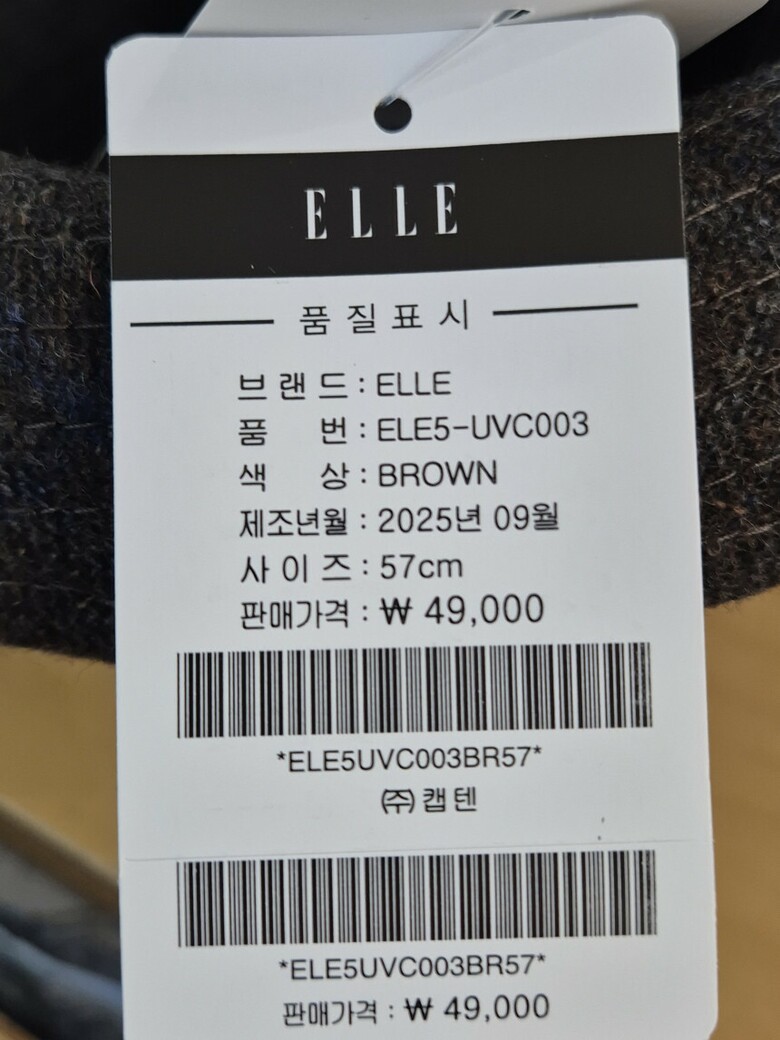 ELLE
품질표시
브랜드 : ELLE
품 번 : ELE5-UVC003
색 상 : BROWN
제조년월 : 2025년 09월
사이즈 : 57cm
판매가격 : ₩ 49,000
*ELE5UVC003BR57*
㈜캡텐
*ELE5UVC003BR57*
판매가격 : ₩ 49,000